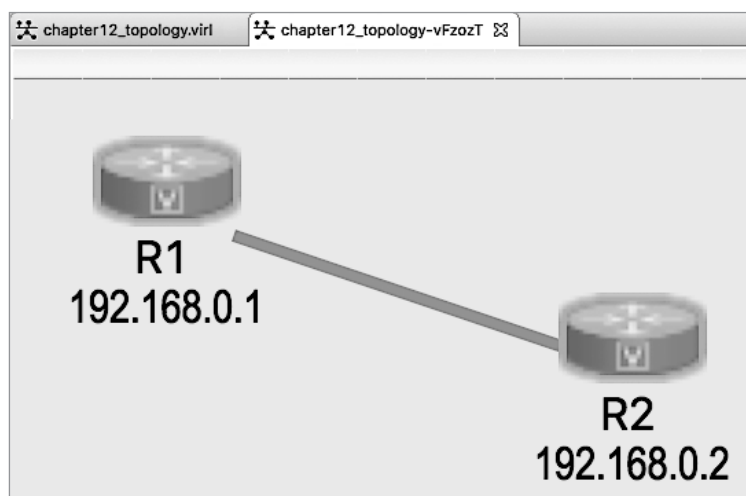 chapter12_topology.virl
chapter12_topology-vFzozT
R1
192.168.0.1
R2
192.168.0.2